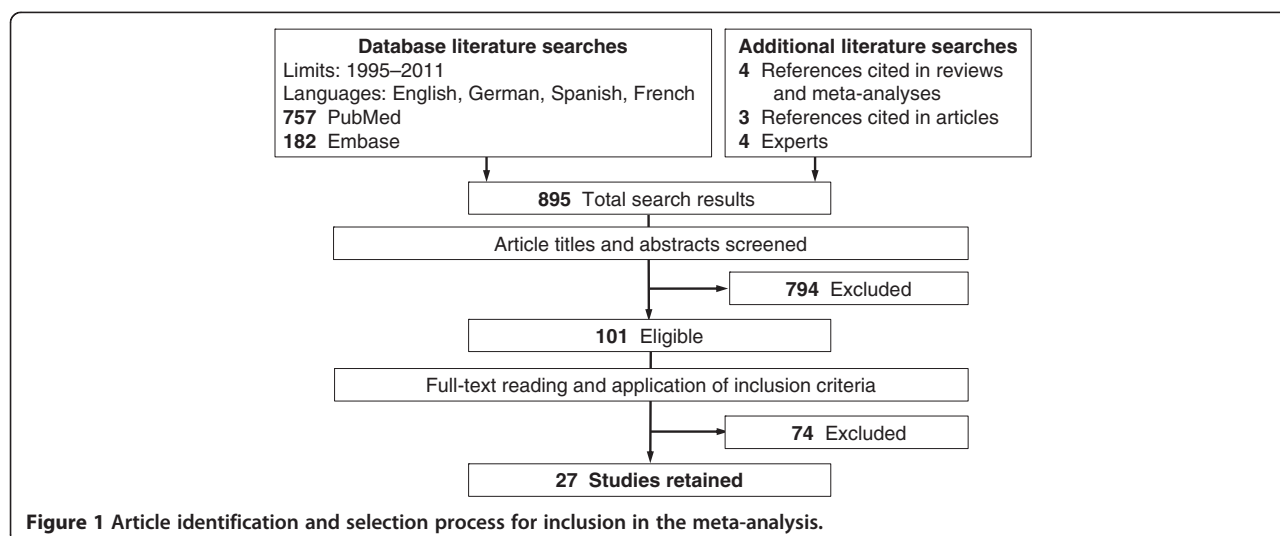 Database literature searches
Limits: 1995–2011
Languages: English, German, Spanish, French
757 PubMed
182 Embase
Additional literature searches
4 References cited in reviews
and meta-analyses
3 References cited in articles
4 Experts
895 Total search results
Article titles and abstracts screened
794 Excluded
101 Eligible
Full-text reading and application of inclusion criteria
74 Excluded
27 Studies retained
Figure 1 Article identification and selection process for inclusion in the meta-analysis.